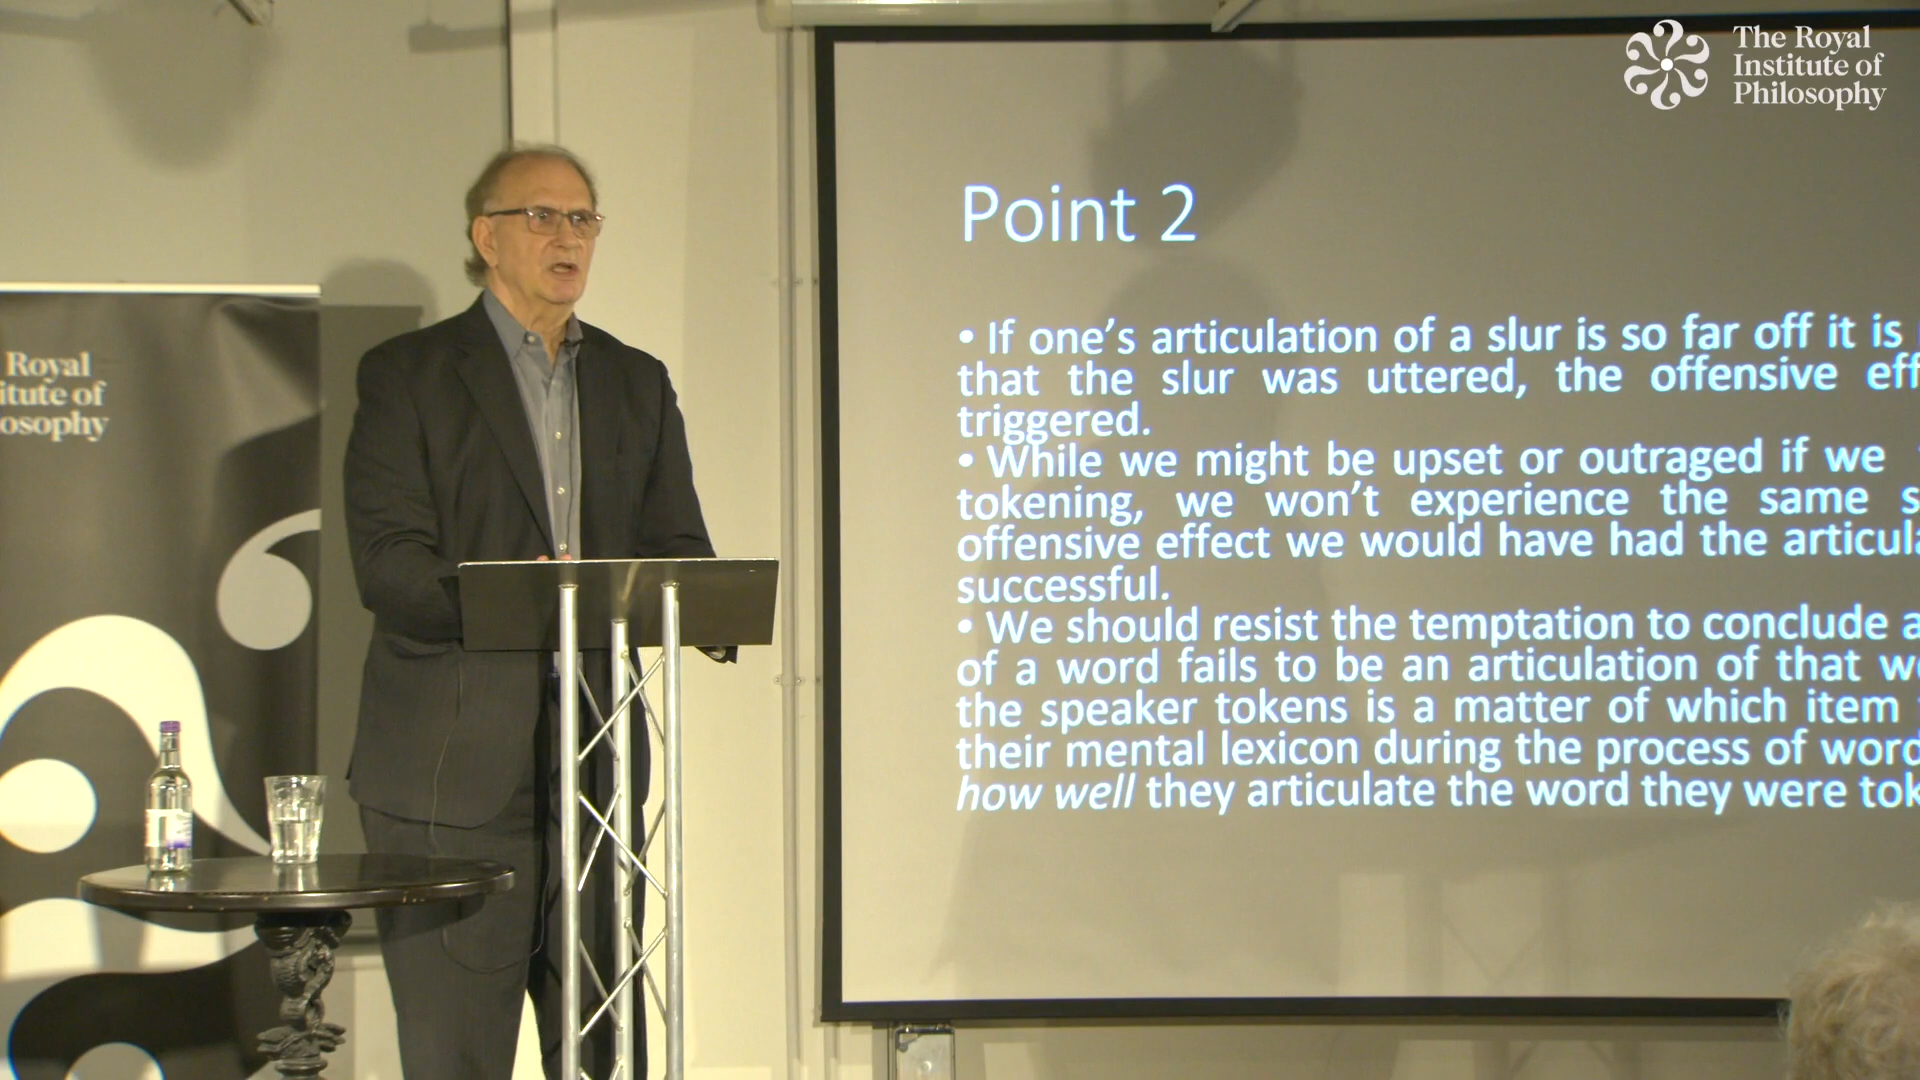 The Royal
Institute of
Philosophy
Royal
itute of
osophy
Point 2
• If one's articulation of a slur is so far off it is
that the slur was uttered, the offensive eff
triggered.
• While we might be upset or outraged if we
tokening, we won't experience the same s
offensive effect we would have had the articula
successful.
• We should resist the temptation to conclude a
of a word fails to be an articulation of that w
the speaker tokens is a matter of which item
their mental lexicon during the process of word
how well they articulate the word they were tok